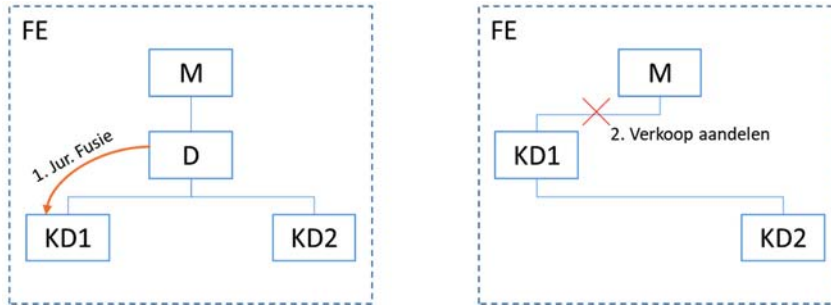 FE
M
1. Jur. Fusie
D
KD1
KD2
FE
M
2. Verkoop aandelen
KD1
KD2